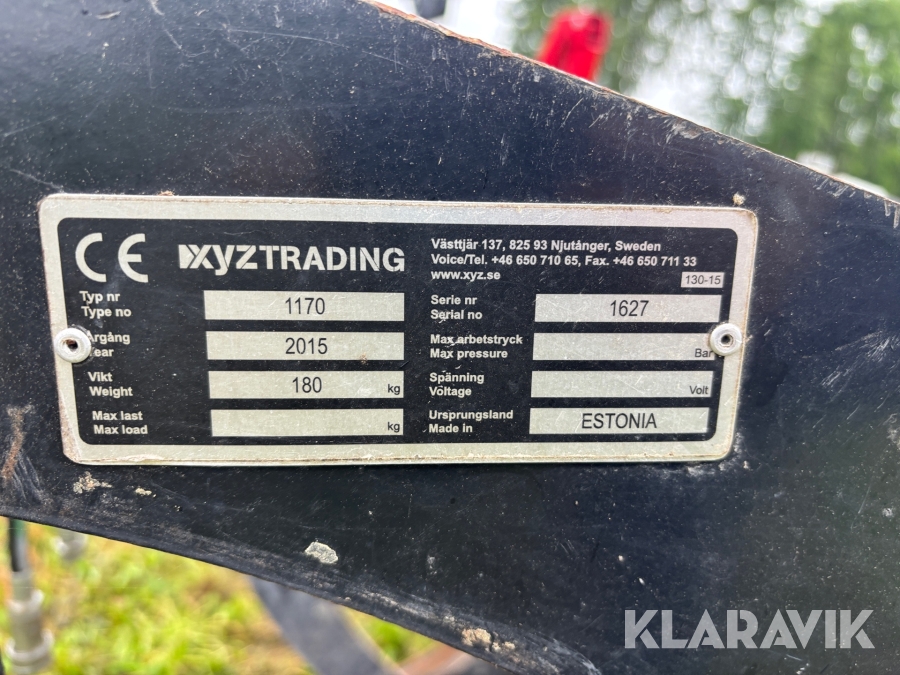 CE XYZTRADING
Västtjär 137, 825 93 Njutånger, Sweden
Voice/Tel. +46 650 710 65, Fax. +46 650 711 33
www.xyz.se
130-15
Typ nr
Type no
1170
Serie nr
Serial no
1627
Årgång
Year
2015
Max arbetstryck
Max pressure
Bar
Vikt
Weight
180 kg
Spänning
Voltage
Volt
Max last
Max load
kg
Ursprungsland
Made in
ESTONIA
KLARAVIK